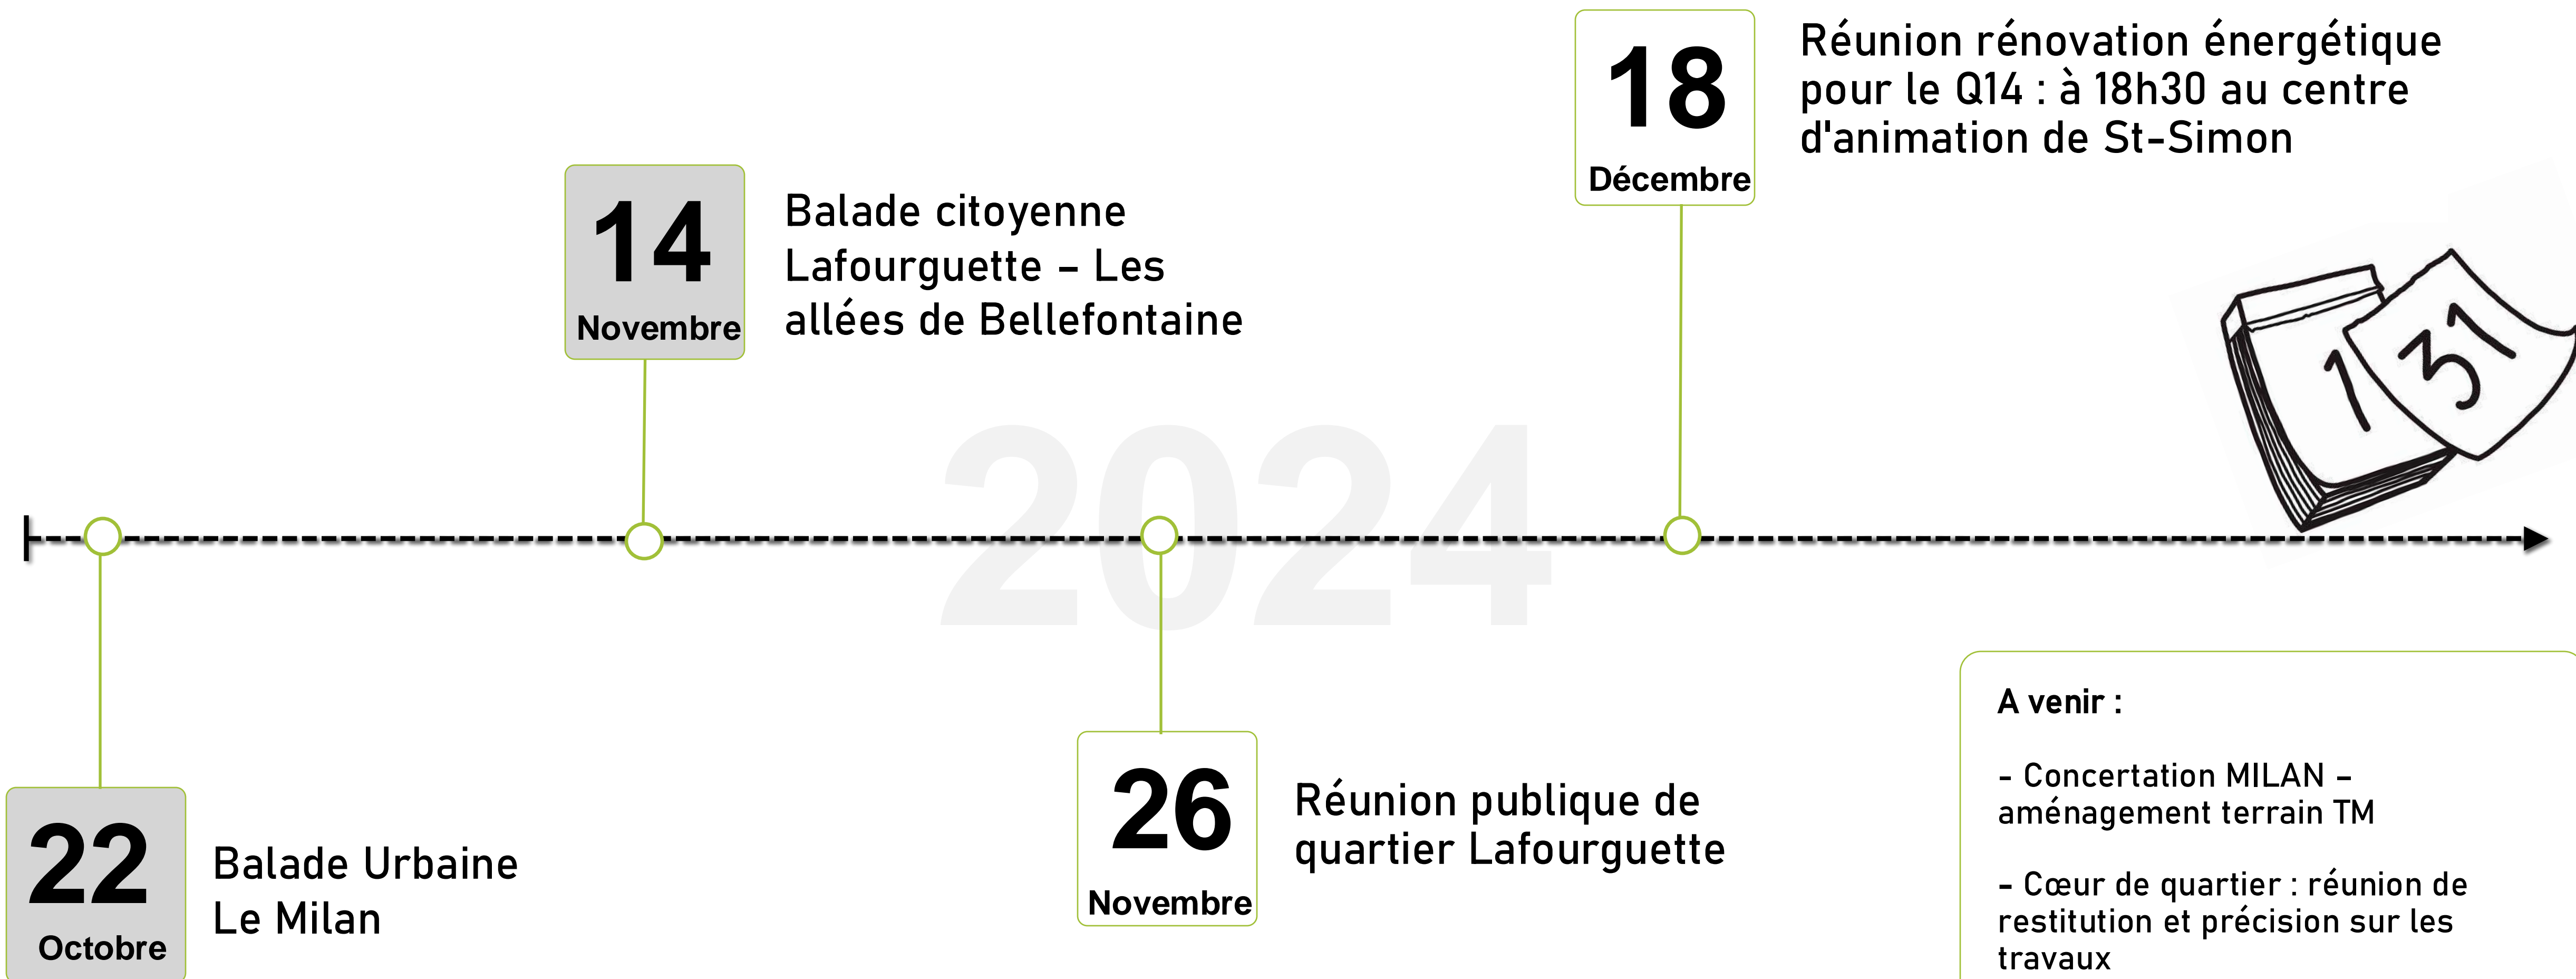 18
Décembre
Réunion rénovation énergétique
pour le Q14 : à 18h30 au centre
d'animation de St-Simon
14
Novembre
Balade citoyenne
Lafourguette – Les
allées de Bellefontaine
1
31
2024
22
Octobre
Balade Urbaine
Le Milan
26
Novembre
Réunion publique de
quartier Lafourguette
A venir :
- Concertation MILAN –
aménagement terrain TM
– Cœur de quartier : réunion de
restitution et précision sur les
travaux